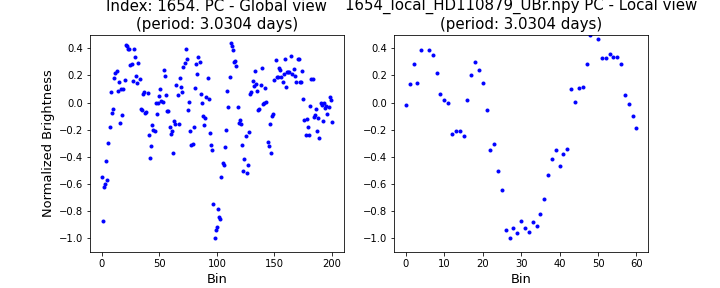 Index: 1654. PC - Global view
(period: 3.0304 days)
1654_local_HD110879_UBr.npy PC - Local view
(period: 3.0304 days)
Normalized Brightness
0.4
0.2
0.0
−0.2
−0.4
−0.6
−0.8
−1.0
0 50 100 150 200
Bin
0.4
0.2
0.0
−0.2
−0.4
−0.6
−0.8
−1.0
0 10 20 30 40 50 60
Bin